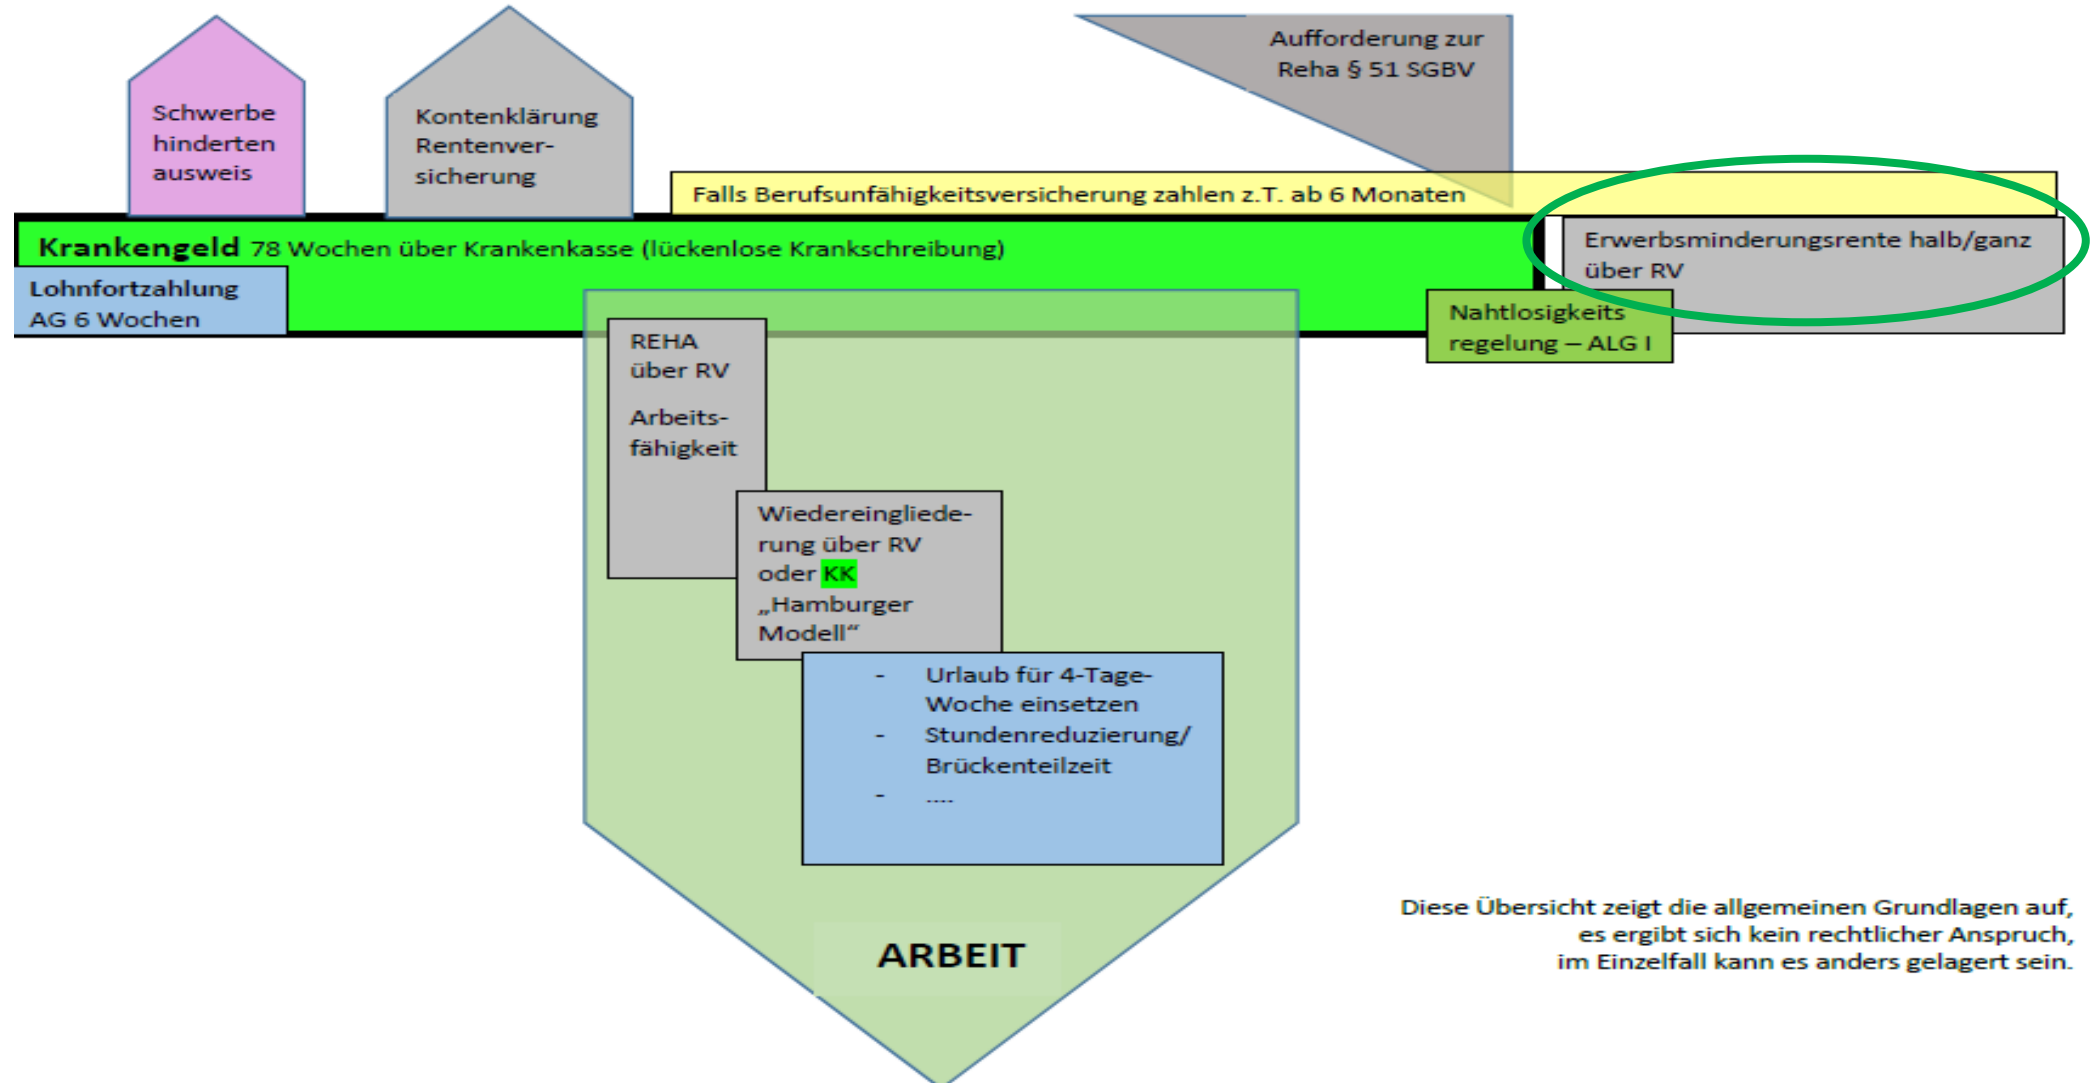 Schwerbe
hinderten
ausweis
Kontenklärung
Rentenver-
sicherung
Aufforderung zur
Reha § 51 SGBV
Falls Berufsunfähigkeitsversicherung zahlen z.T. ab 6 Monaten
Krankengeld 78 Wochen über Krankenkasse (lückenlose Krankschreibung)
Lohnfortzahlung
AG 6 Wochen
Erwerbsminderungsrente halb/ganz
über RV
Nahtlosigkeits
regelung – ALG I
REHA
über RV
Arbeits-
fähigkeit
Wiedereingliede-
rung über RV
oder KK
„Hamburger
Modell“
- Urlaub für 4-Tage-
Woche einsetzen
- Stundenreduzierung/
Brückenteilzeit
- ....
ARBEIT
Diese Übersicht zeigt die allgemeinen Grundlagen auf,
es ergibt sich kein rechtlicher Anspruch,
im Einzelfall kann es anders gelagert sein.